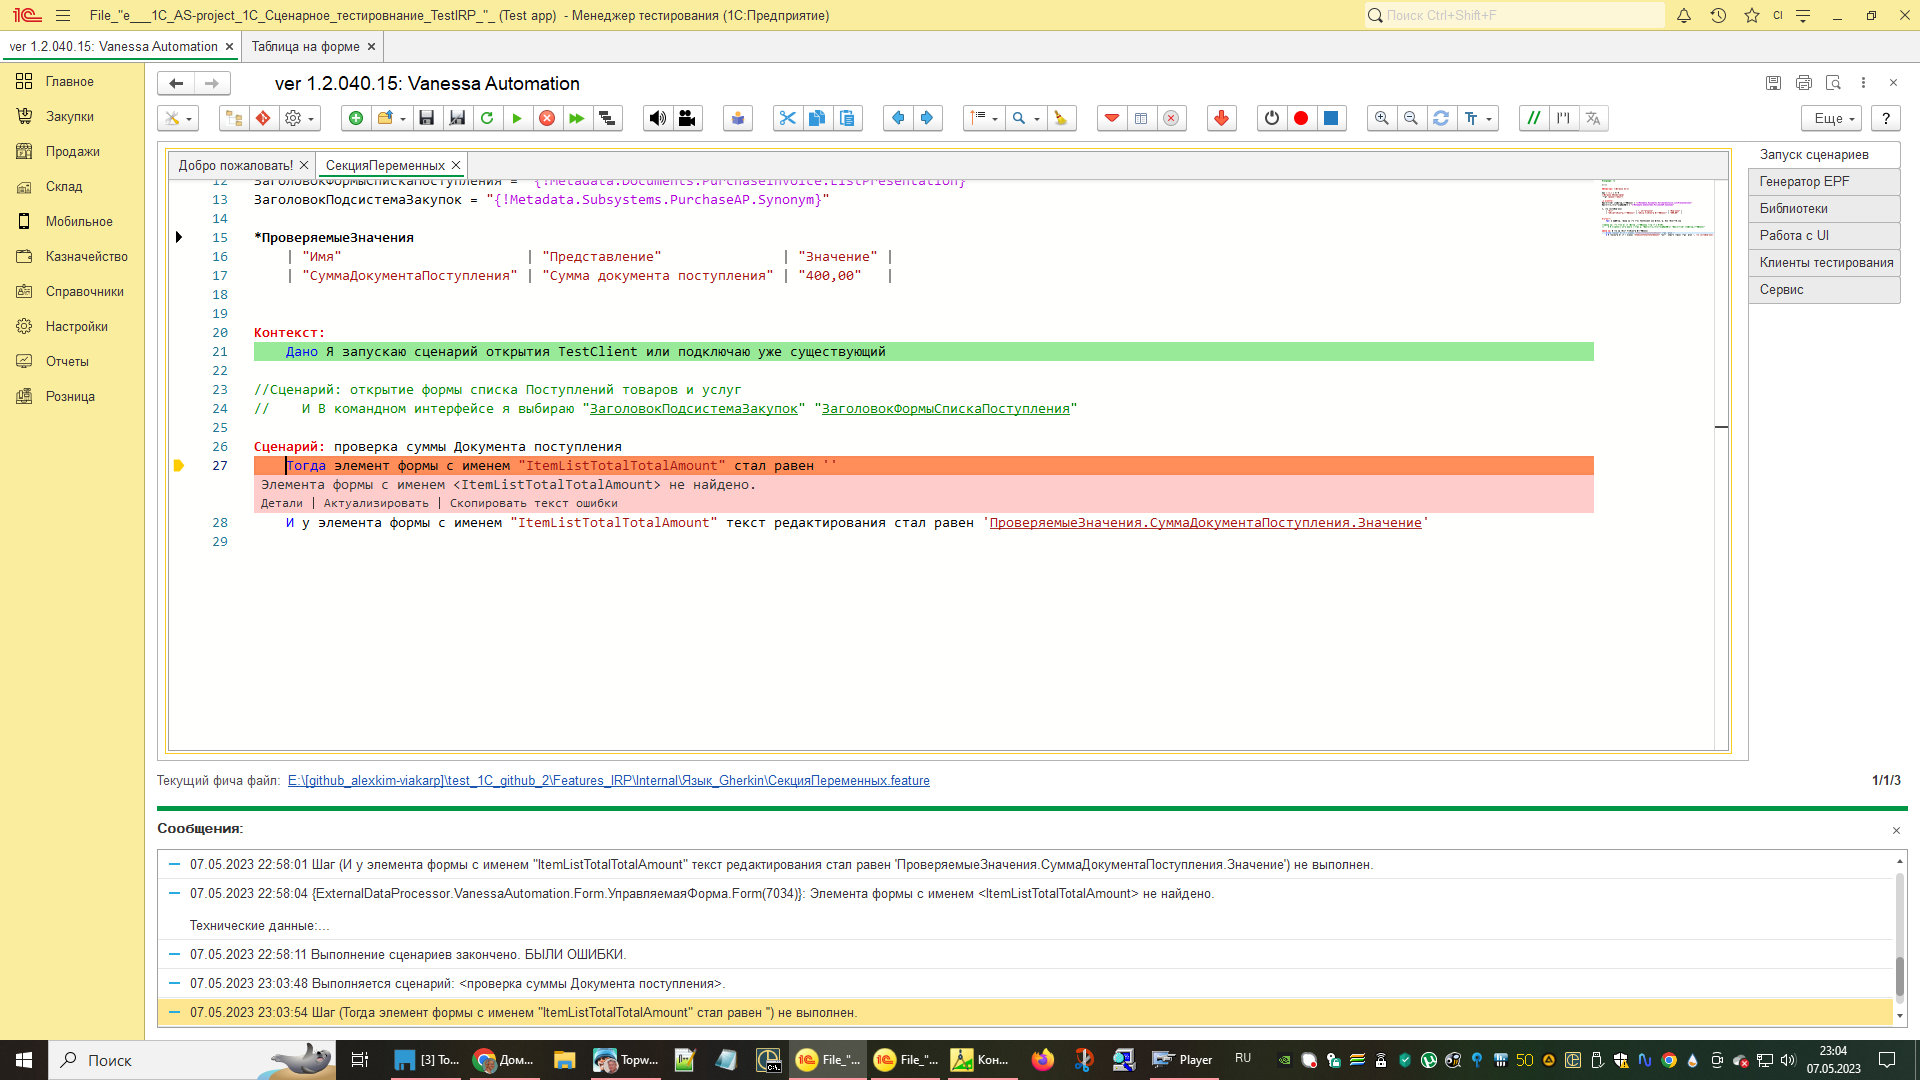 File_"e___1C_AS-project_1C_Сценарное_тестировнание_TestIRP_"_ (Test app) - Менеджер тестирования (1С:Предприятие)
Поиск Ctrl+Shift+F
CI
ver 1.2.040.15: Vanessa Automation
Таблица на форме
Главное
Закупки
Продажи
Склад
Мобильное
Казначейство
Справочники
Настройки
Отчеты
Розница
ver 1.2.040.15: Vanessa Automation
Еще
?
Добро пожаловать!
СекцияПеременных
12 ЗаголовокФормыСпискаПоступления = "{!Metadata.Documents.PurchaseInvoice.ListPresentation}"
13 ЗаголовокПодсистемаЗакупок = "{!Metadata.Subsystems.PurchaseAP.Synonym}"
14
15 *ПроверяемыеЗначения
16 | "Имя" | "Представление" | "Значение" |
17 | "СуммаДокументаПоступления" | "Сумма документа поступления" | "400,00" |
18
19
20 Контекст:
21 Дано Я запускаю сценарий открытия TestClient или подключаю уже существующий
22
23 //Сценарий: открытие формы списка Поступлений товаров и услуг
24 // И В командном интерфейсе я выбираю "ЗаголовокПодсистемаЗакупок" "ЗаголовокФормыСпискаПоступления"
25
26 Сценарий: проверка суммы Документа поступления
27 Тогда элемент формы с именем "ItemListTotalTotalAmount" стал равен ''
Элемента формы с именем <ItemListTotalTotalAmount> не найдено.
Детали | Актуализировать | Скопировать текст ошибки
28 И у элемента формы с именем "ItemListTotalTotalAmount" текст редактирования стал равен 'ПроверяемыеЗначения.СуммаДокументаПоступления.Значение'
29
Запуск сценариев
Генератор EPF
Библиотеки
Работа с UI
Клиенты тестирования
Сервис
Текущий фича файл: E:\[github_alexkim-viakarp]\test_1C_github_2\Features_IRP\Internal\Язык_Gherkin\СекцияПеременных.feature
1/1/3
Сообщения:
07.05.2023 22:58:01 Шаг (И у элемента формы с именем "ItemListTotalTotalAmount" текст редактирования стал равен 'ПроверяемыеЗначения.СуммаДокументаПоступления.Значение') не выполнен.
07.05.2023 22:58:04 {ExternalDataProcessor.VanessaAutomation.Form.УправляемаяФорма.Form(7034)}: Элемента формы с именем <ItemListTotalTotalAmount> не найдено.
Технические данные:...
07.05.2023 22:58:11 Выполнение сценариев закончено. БЫЛИ ОШИБКИ.
07.05.2023 23:03:48 Выполняется сценарий: <проверка суммы Документа поступления>.
07.05.2023 23:03:54 Шаг (Тогда элемент формы с именем "ItemListTotalTotalAmount" стал равен '') не выполнен.
Поиск
[3] To...
Дом...
Topw...
File_"...
File_"...
Кон...
Player
RU
50
23:04
07.05.2023